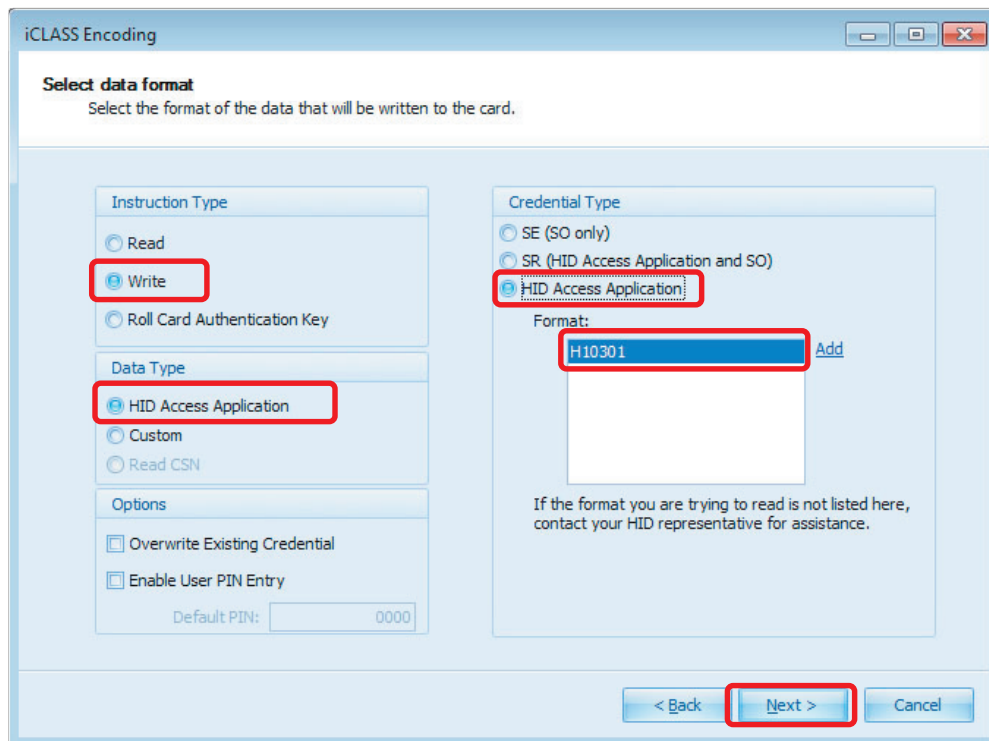 iCLASS Encoding
Select data format
Select the format of the data that will be written to the card.
Instruction Type
Read
Write
Roll Card Authentication Key
Data Type
HID Access Application
Custom
Read CSN
Options
Overwrite Existing Credential
Enable User PIN Entry
Default PIN: 0000
Credential Type
SE (SO only)
SR (HID Access Application and SO)
HID Access Application
Format:
H10301 Add
If the format you are trying to read is not listed here,
contact your HID representative for assistance.
< Back Next > Cancel